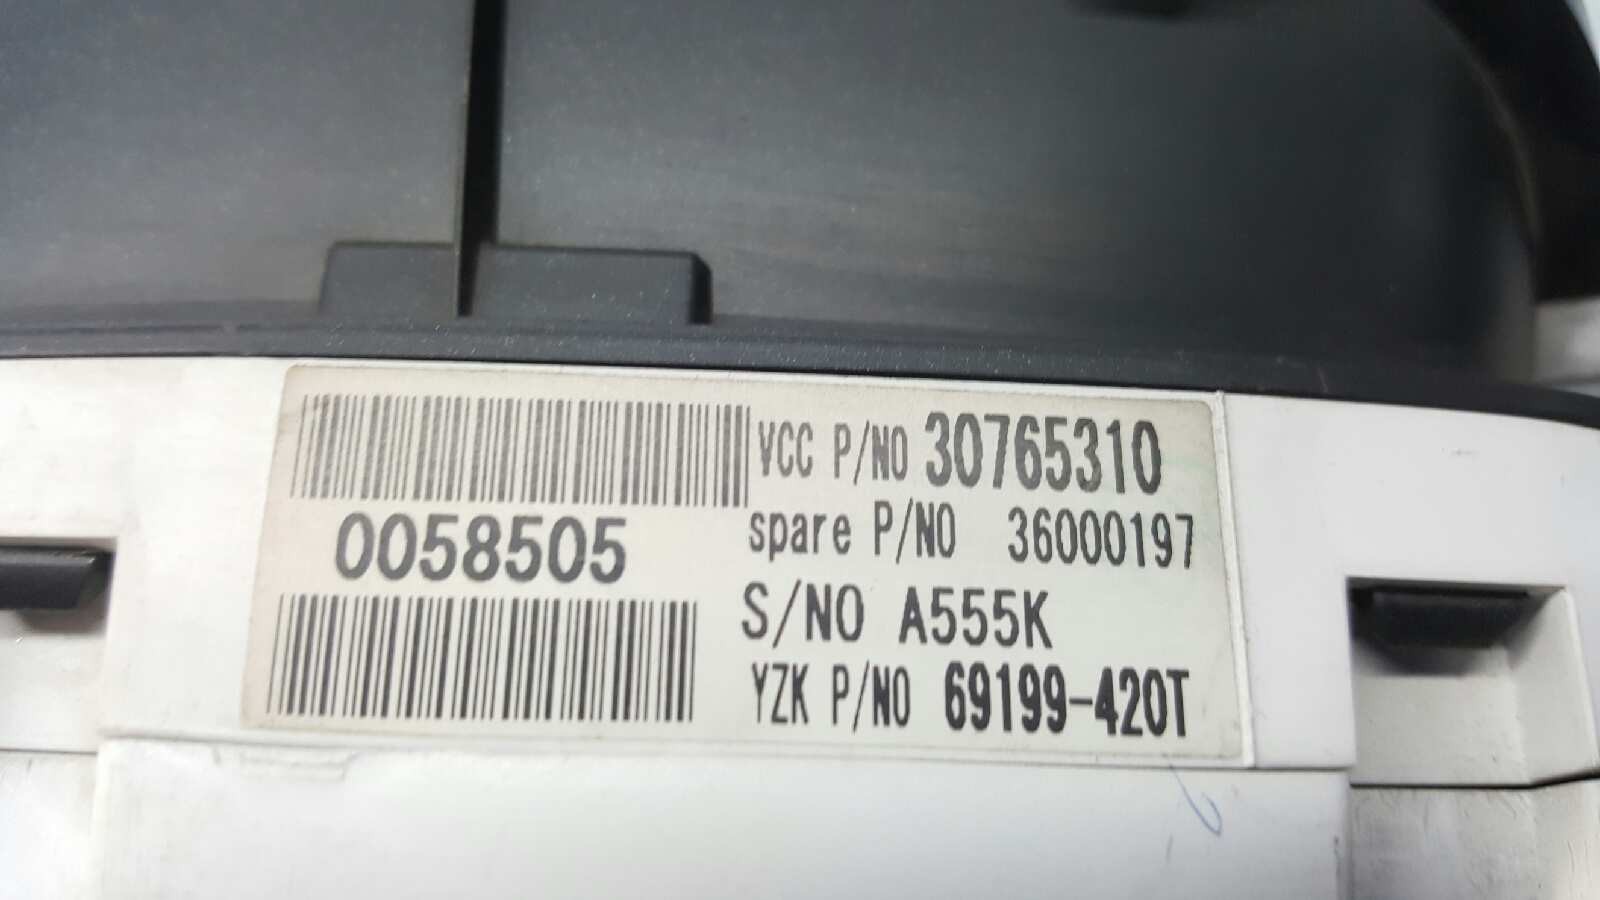 VCC P/NO 30765310
0058505
spare P/NO 36000197
S/NO A555K
YZK P/NO 69199-420T